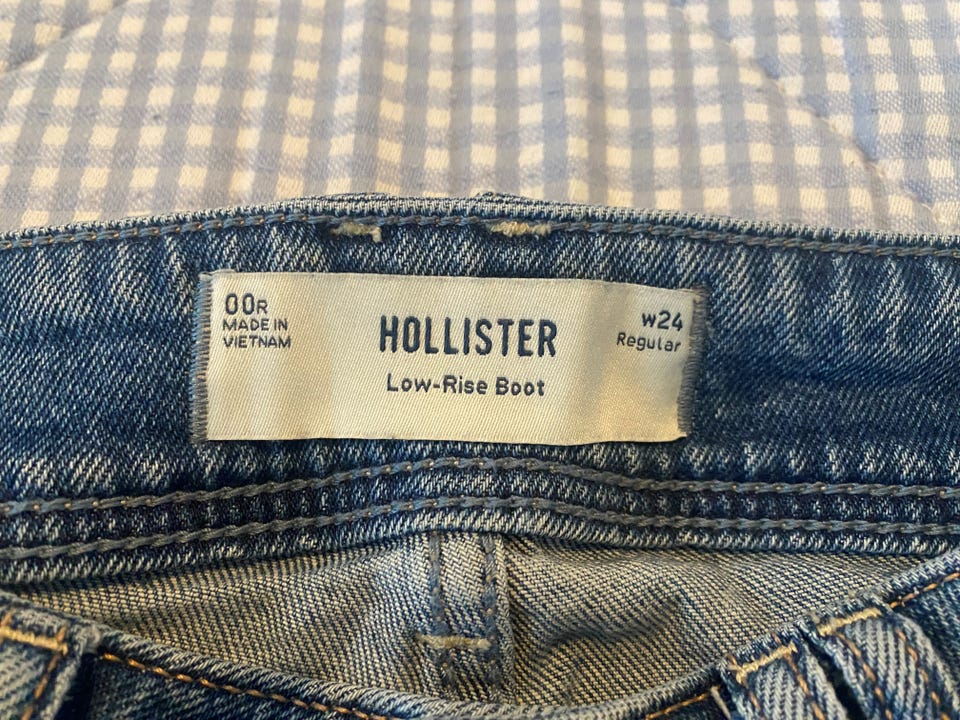 00R
MADE IN
VIETNAM
HOLLISTER
Low-Rise Boot
W24
Regular